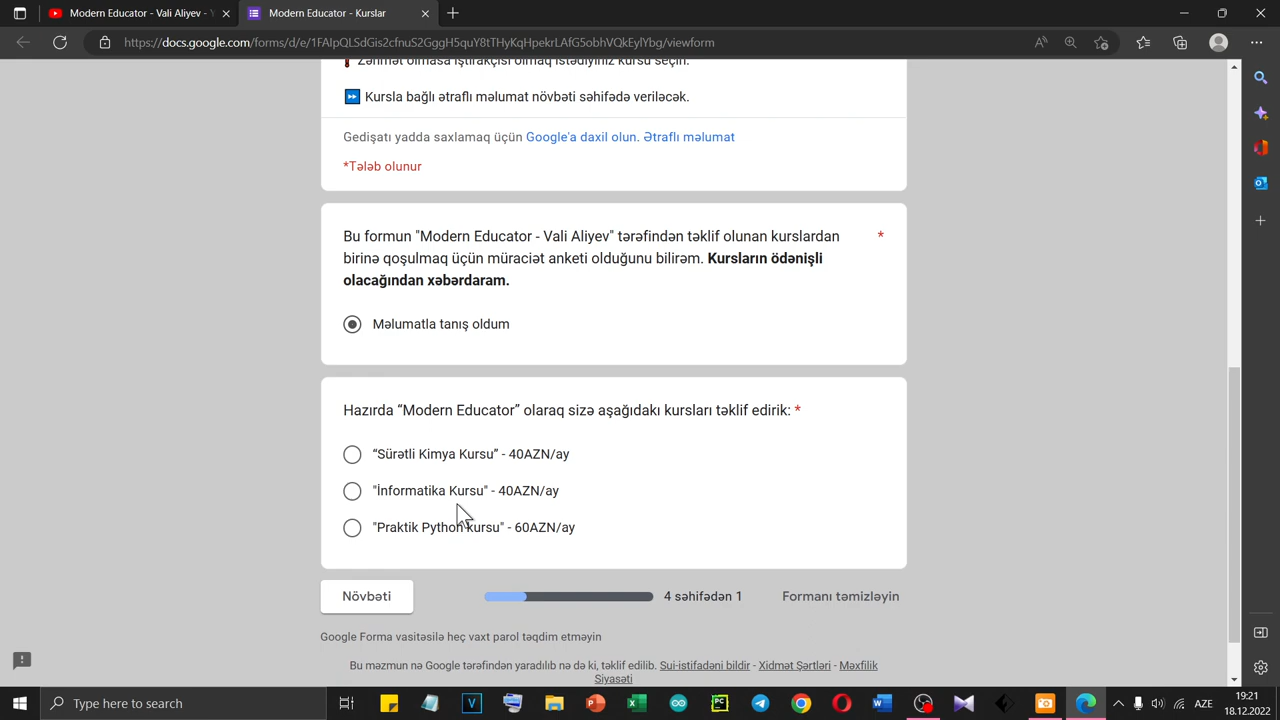 Modern Educator - Vali Aliyev -
Modern Educator - Kurslar
https://docs.google.com/forms/d/e/1FAIpQLSdGis2cfnuS2GggH5quY8tTHyKqHpekrLAfG5obhVQkEylYbg/viewform
Zəhmət olmasa iştirakçısı olmaq istədiyiniz kursu seçin.
Kursla bağlı ətraflı məlumat növbəti səhifədə veriləcək.
Gedişatı yadda saxlamaq üçün Google'a daxil olun. Ətraflı məlumat
*Tələb olunur
Bu formun "Modern Educator - Vali Aliyev" tərəfindən təklif olunan kurslardan *
birinə qoşulmaq üçün müraciət anketi olduğunu bilirəm. Kursların ödənişli
olacağından xəbərdaram.
Məlumatla tanış oldum
Hazırda “Modern Educator” olaraq sizə aşağıdakı kursları təklif edirik: *
“Sürətli Kimya Kursu” - 40AZN/ay
"İnformatika Kursu" - 40AZN/ay
"Praktik Python kursu" - 60AZN/ay
Növbəti
4 səhifədən 1
Formanı təmizləyin
Google Forma vasitəsilə heç vaxt parol təqdim etməyin
Bu məzmun nə Google tərəfindən yaradılıb nə də ki, təklif edilib. Sui-istifadəni bildir - Xidmət Şərtləri - Məxfilik
Siyasəti
Type here to search
AZE
19:21
18.12.2022